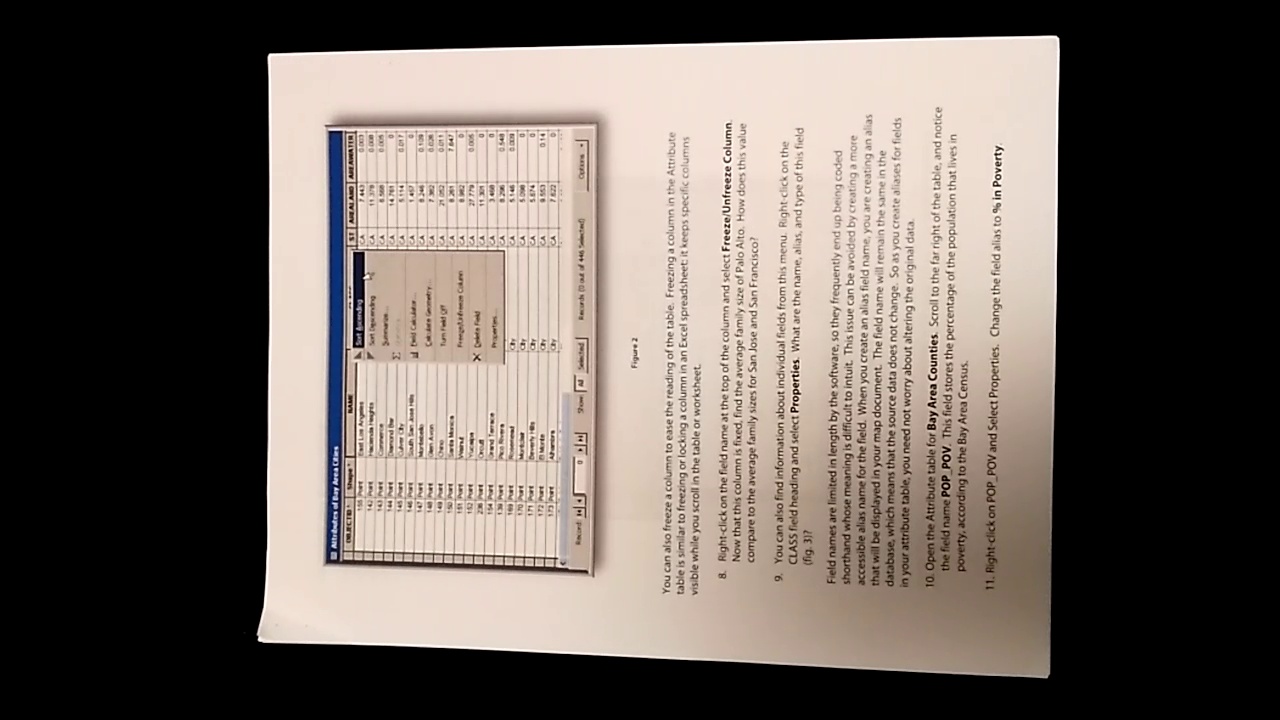 Attributes of Bay Area Cities
OBJECTID * Shape * NAME ST AREALAND AREAWATER
155 Point East Los Angeles CA 7.443 0.003
142 Point Hacienda Heights CA 11.378 0.008
143 Point Commerce CA 6.568 0.005
144 Point Diamond Bar CA 14.761 0
145 Point Culver City CA 5.114 0.017
146 Point South San Jose Hills CA 1.457 0
147 Point Montebello CA 8.246 0.109
148 Point Glen Avon CA 7.362 0.026
149 Point Chino CA 21.052 0.011
150 Point Santa Monica CA 8.261 7.647
151 Point Walnut CA 8.982 0
152 Point Yucaipa CA 27.779 0.005
236 Point Orcutt CA 11.301 0
154 Point Grand Terrace CA 3.468 0
139 Point Pico Rivera CA 8.296 0.548
169 Point Rosemead City CA 5.146 0.009
170 Point Montclair City CA 5.098 0
171 Point Beverly Hills City CA 5.674 0
172 Point El Monte City CA 9.553 0.14
173 Point Alhambra City CA 7.622 0
Sort Ascending
Sort Descending
Summarize...
Field Calculator...
Calculate Geometry...
Turn Field Off
Freeze/Unfreeze Column
Delete Field
Properties...
Record: 0 Show: All Selected Records (0 out of 446 Selected) Options
Figure 2
You can also freeze a column to ease the reading of the table. Freezing a column in the Attribute
table is similar to freezing or locking a column in an Excel spreadsheet: it keeps specific columns
visible while you scroll in the table or worksheet.
8. Right-click on the field name at the top of the column and select Freeze/Unfreeze Column.
Now that this column is fixed, find the average family size of Palo Alto. How does this value
compare to the average family sizes for San Jose and San Francisco?
9. You can also find information about individual fields from this menu. Right-click on the
CLASS field heading and select Properties. What are the name, alias, and type of this field
(fig. 3)?
Field names are limited in length by the software, so they frequently end up being coded
shorthand whose meaning is difficult to intuit. This issue can be avoided by creating a more
accessible alias name for the field. When you create an alias field name, you are creating an alias
that will be displayed in your map document. The field name will remain the same in the
database, which means that the source data does not change. So as you create aliases for fields
in your attribute table, you need not worry about altering the original data.
10. Open the Attribute table for Bay Area Counties. Scroll to the far right of the table, and notice
the field name POP_POV. This field stores the percentage of the population that lives in
poverty, according to the Bay Area Census.
11. Right-click on POP_POV and Select Properties. Change the field alias to % in Poverty.